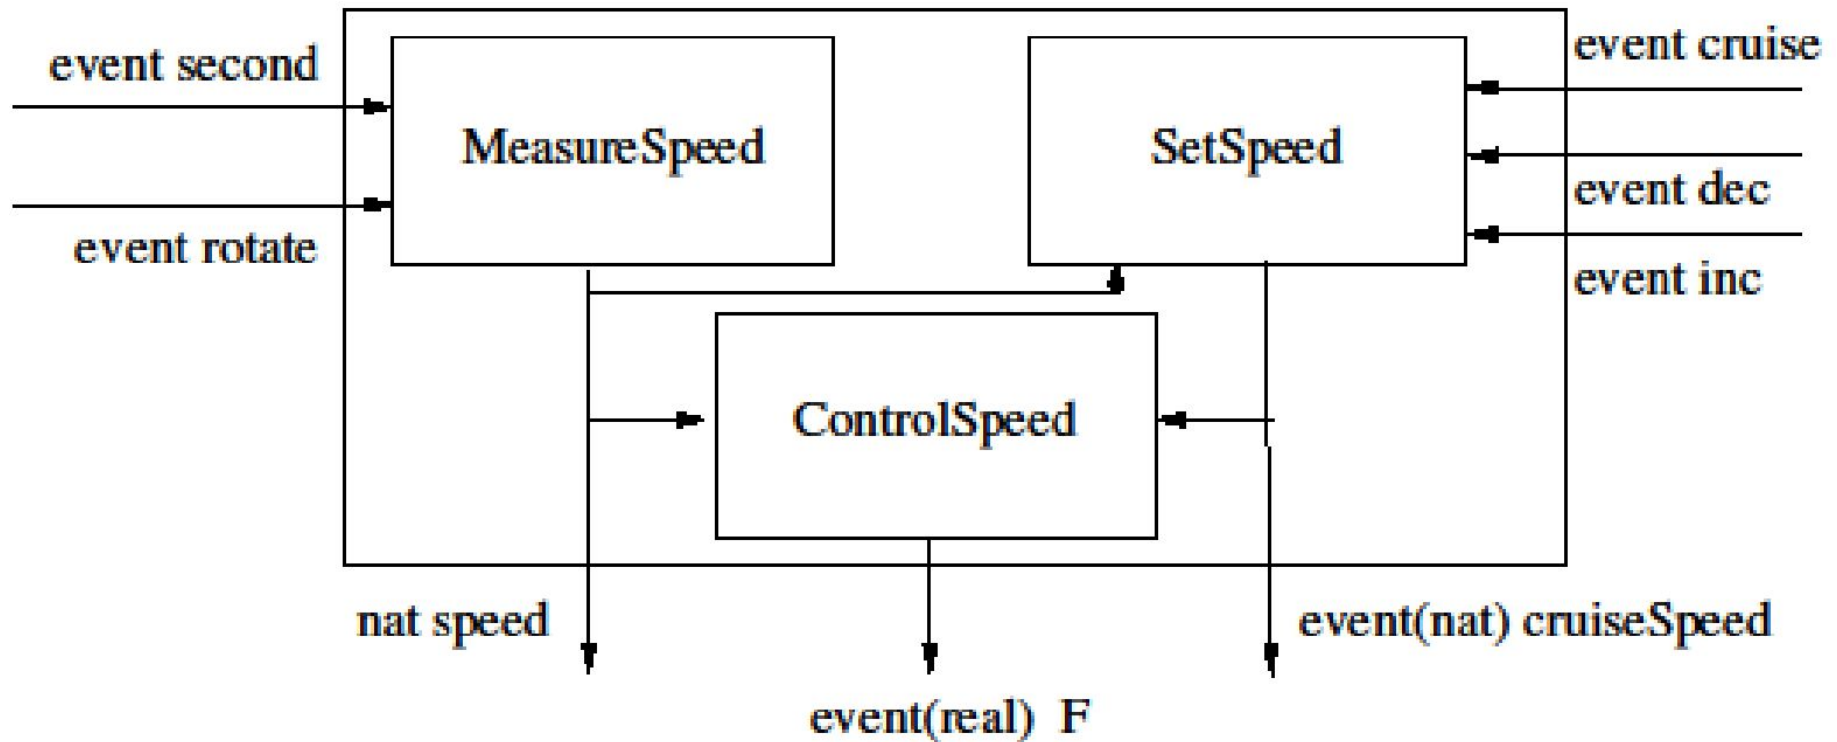 event second
event cruise
MeasureSpeed
SetSpeed
event dec
event rotate
event inc
ControlSpeed
nat speed
event(nat) cruiseSpeed
event(real) F